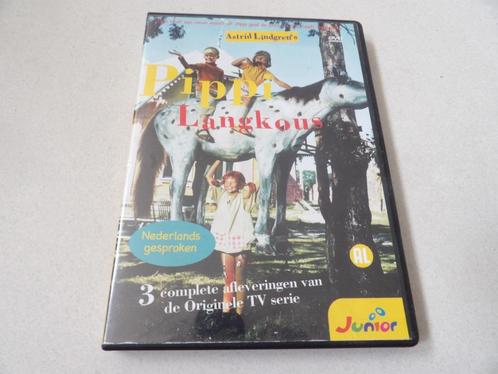 Astrid Lindgren's
Pippi
Langkous
Nederlands
gesproken
AL
3 complete afleveringen van
de Originele TV serie
Junior